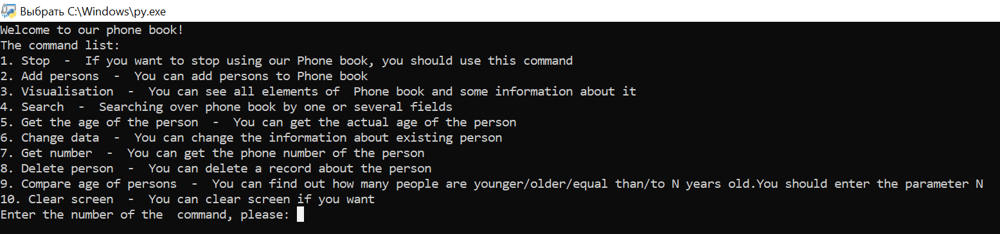 Выбрать C:\Windows\py.exe
Welcome to our phone book!
The command list:
1. Stop  -  If you want to stop using our Phone book, you should use this command
2. Add persons  -  You can add persons to Phone book
3. Visualisation  -  You can see all elements of  Phone book and some information about it
4. Search  -  Searching over phone book by one or several fields
5. Get the age of the person  -  You can get the actual age of the person
6. Change data  -  You can change the information about existing person
7. Get number  -  You can get the phone number of the person
8. Delete person  -  You can delete a record about the person
9. Compare age of persons  -  You can find out how many people are younger/older/equal than/to N years old.You should enter the parameter N
10. Clear screen  -  You can clear screen if you want
Enter the number of the  command, please: